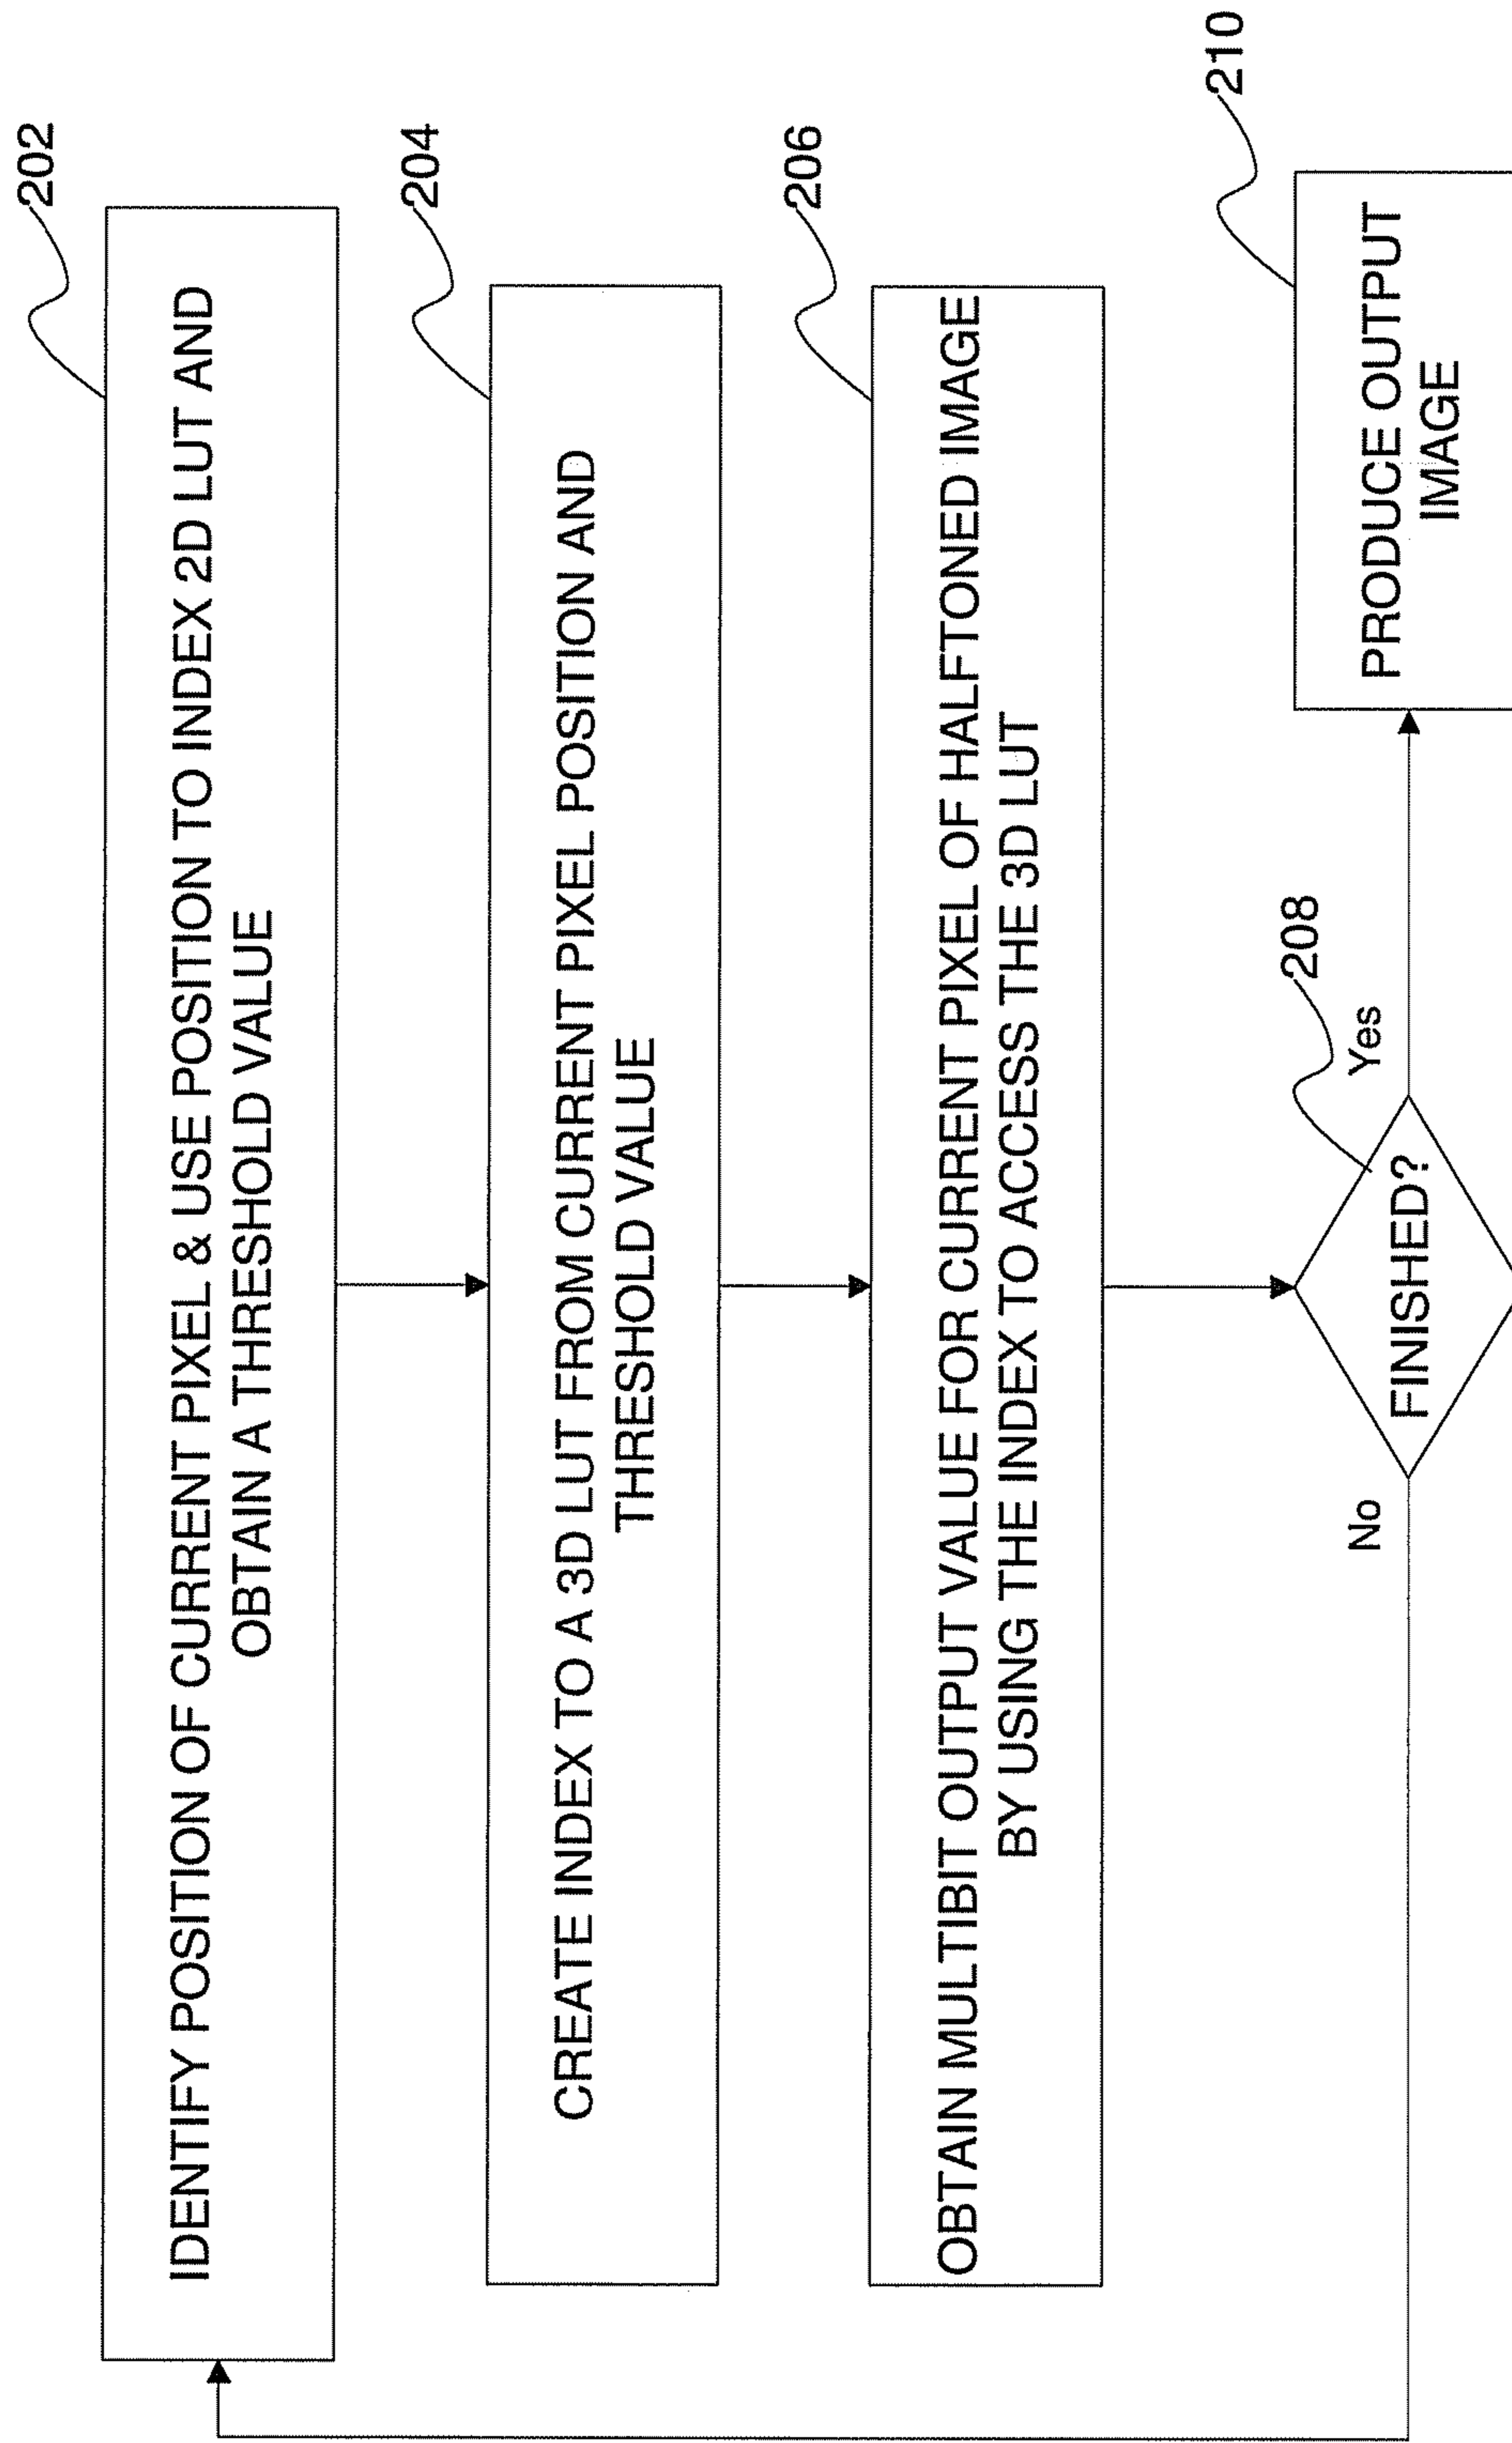 202
IDENTIFY POSITION OF CURRENT PIXEL & USE POSITION TO INDEX 2D LUT AND
OBTAIN A THRESHOLD VALUE
204
CREATE INDEX TO A 3D LUT FROM CURRENT PIXEL POSITION AND
THRESHOLD VALUE
206
OBTAIN MULTIBIT OUTPUT VALUE FOR CURRENT PIXEL OF HALFTONED IMAGE
BY USING THE INDEX TO ACCESS THE 3D LUT
208
FINISHED?
No
Yes
210
PRODUCE OUTPUT
IMAGE